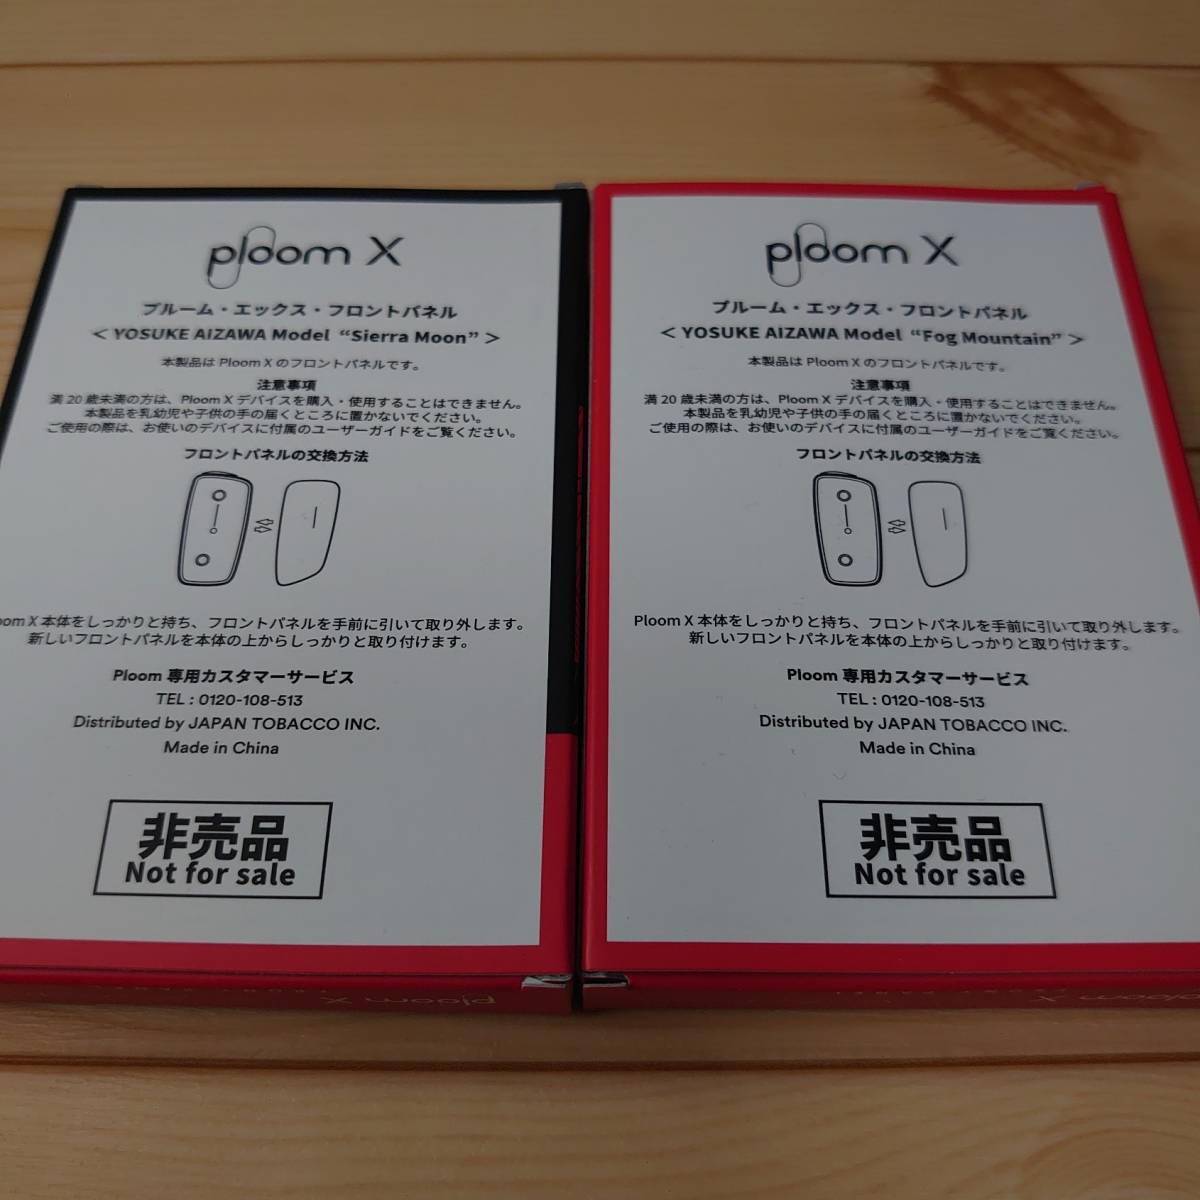 ploom X
プルーム・エックス・フロントパネル
< YOSUKE AIZAWA Model “Sierra Moon” >
本製品は Ploom X のフロントパネルです。
注意事項
満 20 歳未満の方は、Ploom X デバイスを購入・使用することはできません。
本製品を乳幼児や子供の手の届くところに置かないでください。
ご使用の際は、お使いのデバイスに付属のユーザーガイドをご覧ください。
フロントパネルの交換方法
oom X 本体をしっかりと持ち、フロントパネルを手前に引いて取り外します。
新しいフロントパネルを本体の上からしっかりと取り付けます。
Ploom 専用カスタマーサービス
TEL : 0120-108-513
Distributed by JAPAN TOBACCO INC.
Made in China
非売品
Not for sale
ploom X
ploom X
プルーム・エックス・フロントパネル
< YOSUKE AIZAWA Model “Fog Mountain” >
本製品は Ploom X のフロントパネルです。
注意事項
満 20 歳未満の方は、Ploom X デバイスを購入・使用することはできません。
本製品を乳幼児や子供の手の届くところに置かないでください。
ご使用の際は、お使いのデバイスに付属のユーザーガイドをご覧ください。
フロントパネルの交換方法
Ploom X 本体をしっかりと持ち、フロントパネルを手前に引いて取り外します。
新しいフロントパネルを本体の上からしっかりと取り付けます。
Ploom 専用カスタマーサービス
TEL : 0120-108-513
Distributed by JAPAN TOBACCO INC.
Made in China
非売品
Not for sale
ploom X